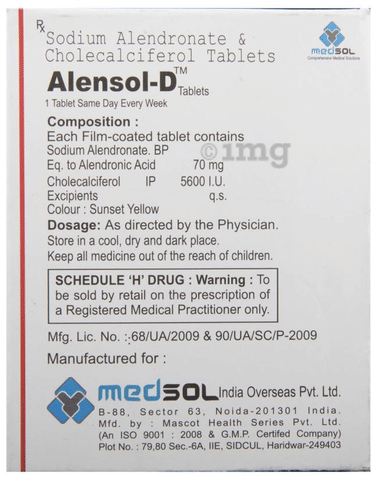 Rx
Sodium Alendronate &
Cholecalciferol Tablets
Alensol-D™ Tablets
1 Tablet Same Day Every Week
medsol
Comprehensive Medical Solutions
Composition :
Each Film-coated tablet contains
Sodium Alendronate. BP
Eq. to Alendronic Acid 70 mg
Cholecalciferol IP 5600 I.U.
Excipients q.s.
Colour : Sunset Yellow
©1mg
Dosage: As directed by the Physician.
Store in a cool, dry and dark place.
Keep all medicine out of the reach of children.
SCHEDULE 'H' DRUG : Warning : To
be sold by retail on the prescription of
a Registered Medical Practitioner only.
Mfg. Lic. No. :-68/UA/2009 & 90/UA/SC/P-2009
Manufactured for :
medsol India Overseas Pvt. Ltd.
B-88, Sector 63, Noida-201301 India.
Mfd. by : Mascot Health Series Pvt. Ltd.
(An ISO 9001 : 2008 & G.M.P. Certifed Company)
Plot No. : 79,80 Sec.-6A, IIE, SIDCUL, Haridwar-249403